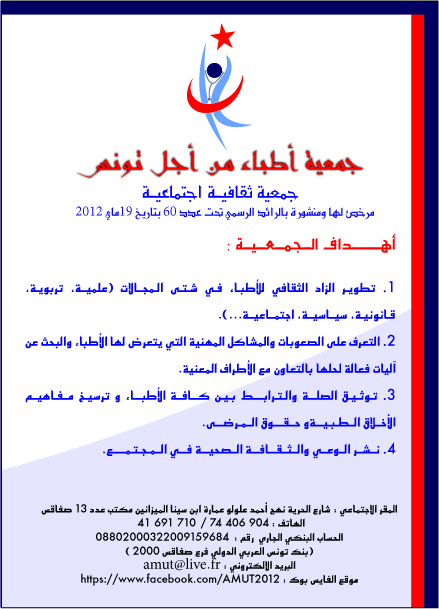 جمعية أطباء من أجل تونس
جمعية ثقافية اجتماعية
مرخص لها ومنشورة بالرائد الرسمي تحت عدد 60 بتاريخ 19ماي 2012
أهداف الجمعية :
1. تطوير الزاد الثقافي للأطباء في شتى المجالات (علمية، تربوية،
قانونية، سياسية، اجتماعية...).
2. التعرف على الصعوبات والمشاكل المهنية التي يتعرض لها الأطباء والبحث عن
آليات فعالة لحلها بالتعاون مع الأطراف المعنية.
3. توثيق الصلة والترابط بين كافة الأطباء و ترسيخ مفاهيم
الأخلاق الطبية و حقوق المرضى.
4. نشر الوعي والثقافة الصحية في المجتمع.
المقر الاجتماعي : شارع الحرية نهج أحمد علولو عمارة ابن سينا الميزانين مكتب عدد 13 صفاقس
الهاتف : 904 406 74 / 710 691 41
الحساب البنكي الجاري رقم : 08802000322009159684
(بنك تونس العربي الدولي فرع صفاقس 2000 )
البريد الالكتروني : amut@live.fr
موقع الفايس بوك : https://www.facebook.com/AMUT2012